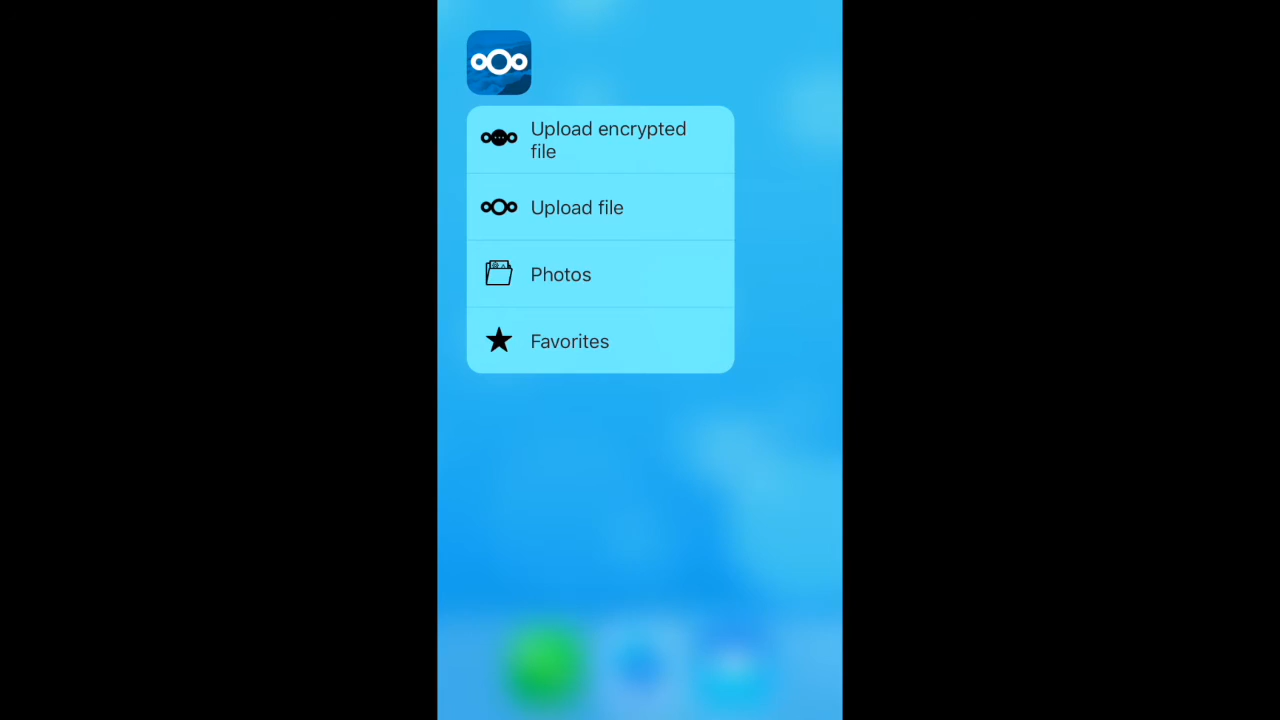 Upload encrypted
file
Upload file
Photos
Favorites